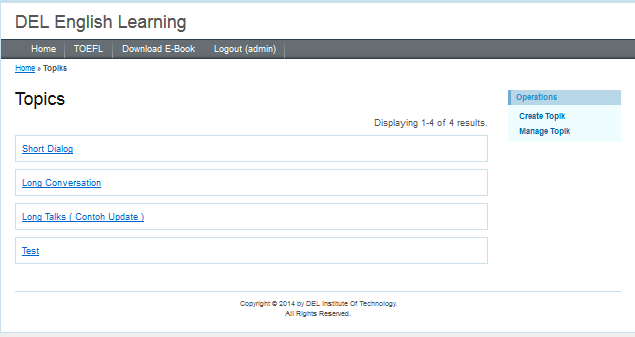 DEL English Learning
Home TOEFL Download E-Book Logout (admin)
Home » Topiks
Topics
Displaying 1-4 of 4 results.
Short Dialog
Long Conversation
Long Talks ( Contoh Update )
Test
Operations
Create Topik
Manage Topik
Copyright © 2014 by DEL Institute Of Technology.
All Rights Reserved.